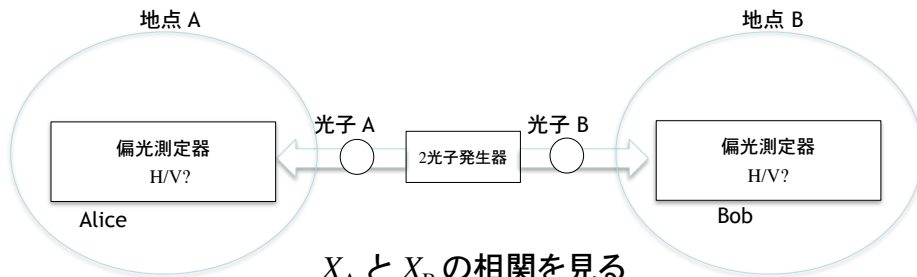 地点 A
地点 B
光子 A
光子 B
偏光測定器
H/V?
2光子発生器
偏光測定器
H/V?
Alice
Bob
X_A と X_B の相関を見る